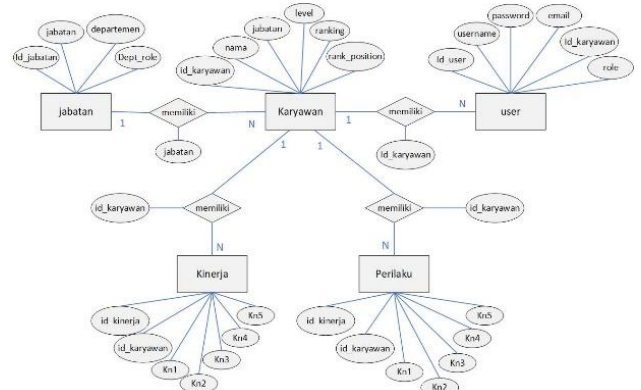 jabatan
departemen
Id_jabatan
Dept_role
level
jabatan
ranking
nama
rank_position
id_karyawan
password
email
username
Id_karyawan
Id_user
role
jabatan
1
memiliki
N
Karyawan
1
memiliki
N
user
jabatan
Id_karyawan
1
1
id_karyawan
memiliki
memiliki
id_karyawan
N
N
Kinerja
Perilaku
id_kinerja
id_karyawan
Kn1
Kn2
Kn3
Kn4
Kn5
id_kinerja
id_karyawan
Kn1
Kn2
Kn3
Kn4
Kn5